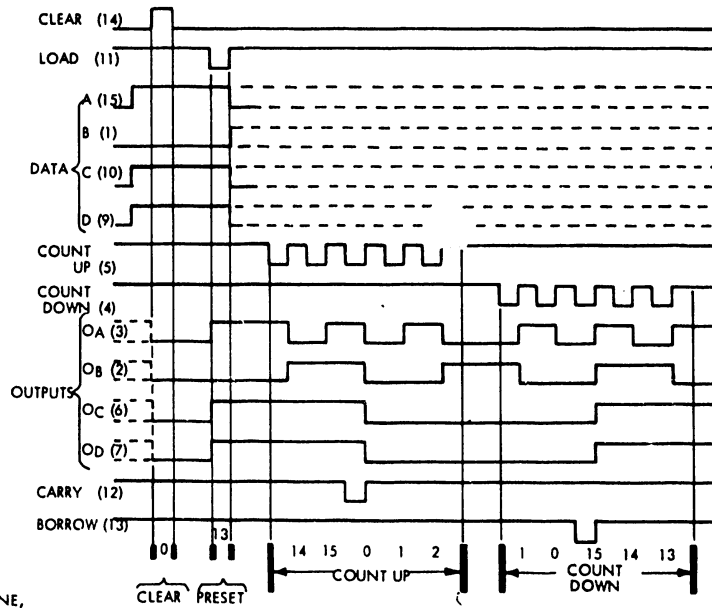 CLEAR (14)
LOAD (11)
A (15)
B (1)
DATA
C (10)
D (9)
COUNT
UP (5)
COUNT
DOWN (4)
OA (3)
OB (2)
OUTPUTS
OC (6)
OD (7)
CARRY (12)
BORROW (13)
0 13 14 15 0 1 2 1 0 15 14 13
CLEAR PRESET COUNT UP COUNT
DOWN
NE,